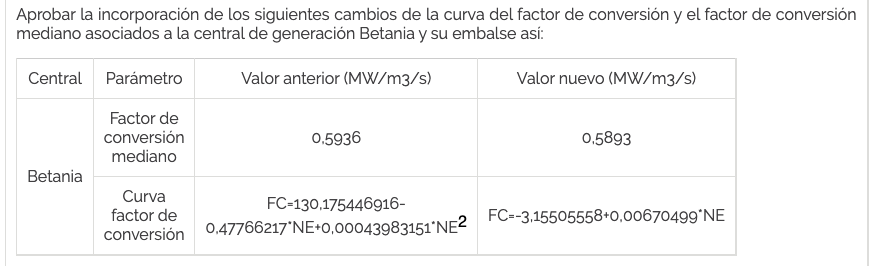 Aprobar la incorporación de los siguientes cambios de la curva del factor de conversión y el factor de conversión
mediano asociados a la central de generación Betania y su embalse así:
Central Parámetro Valor anterior (MW/m3/s) Valor nuevo (MW/m3/s)
Betania
Factor de
conversión
mediano
0,5936
0,5893
Curva
factor de
conversión
FC=130,175446916-
0,47766217*NE+0,00043983151*NE2
FC=-3,15505558+0,00670499*NE